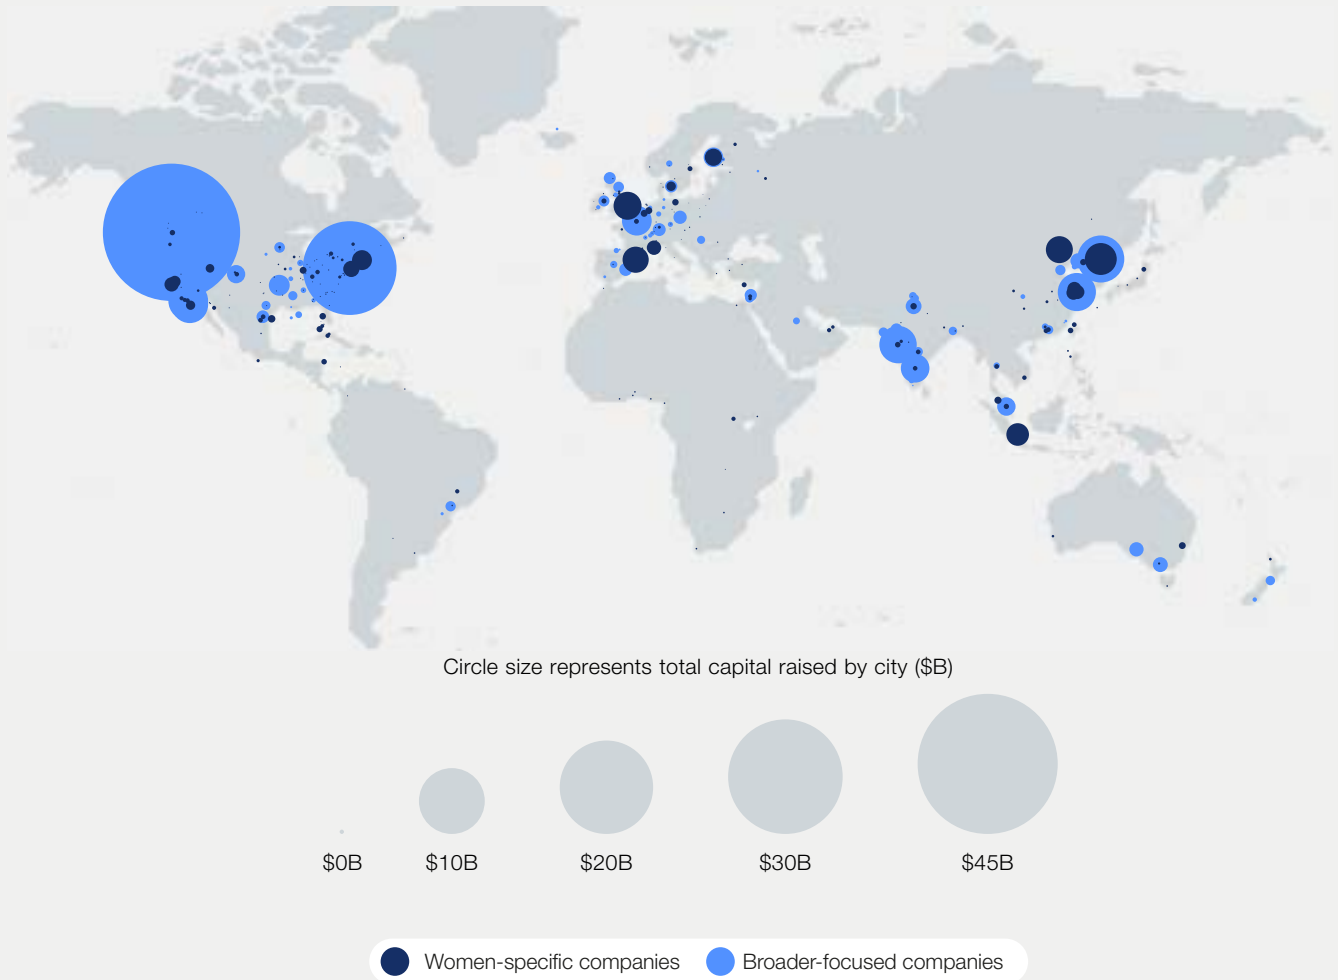 Circle size represents total capital raised by city ($B)
$0B $10B $20B $30B $45B
Women-specific companies Broader-focused companies